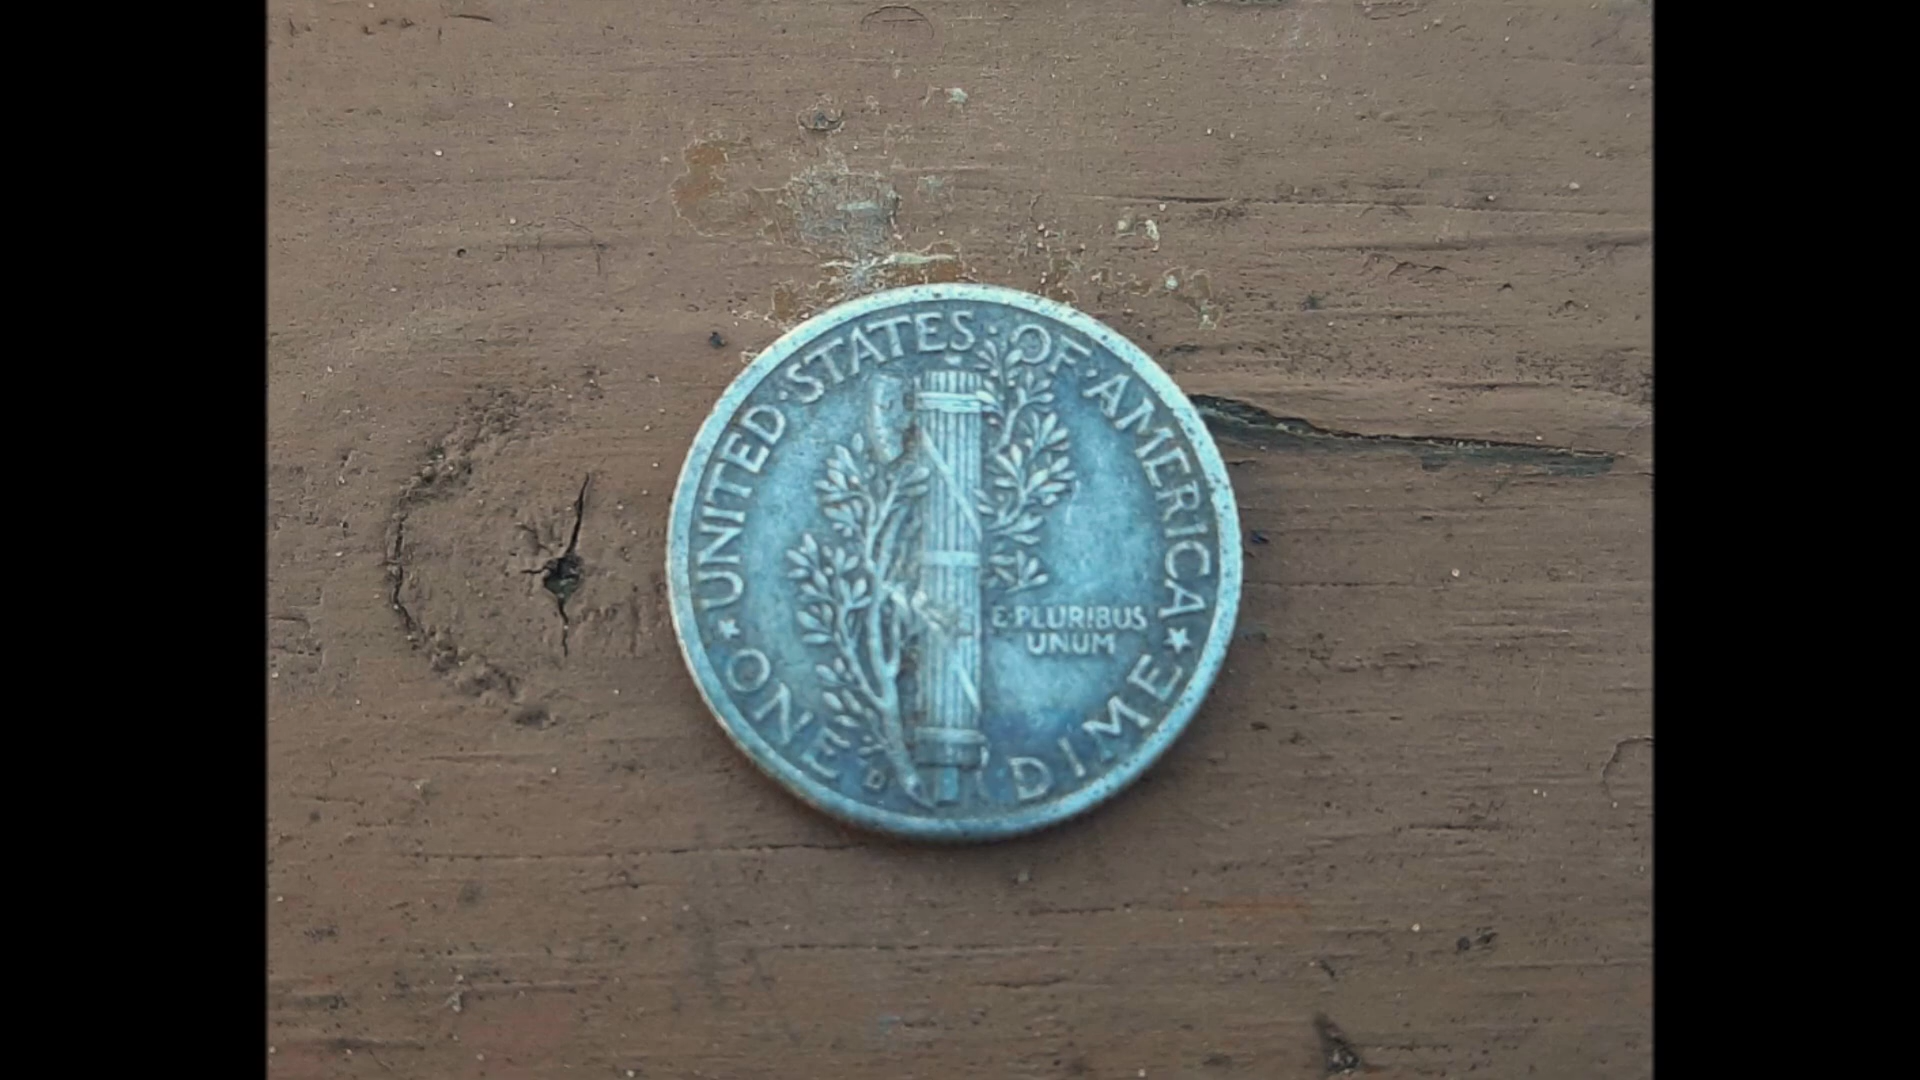 UNITED·STATES·OF·AMERICA
E·PLURIBUS
UNUM
★ONE DIME★
D